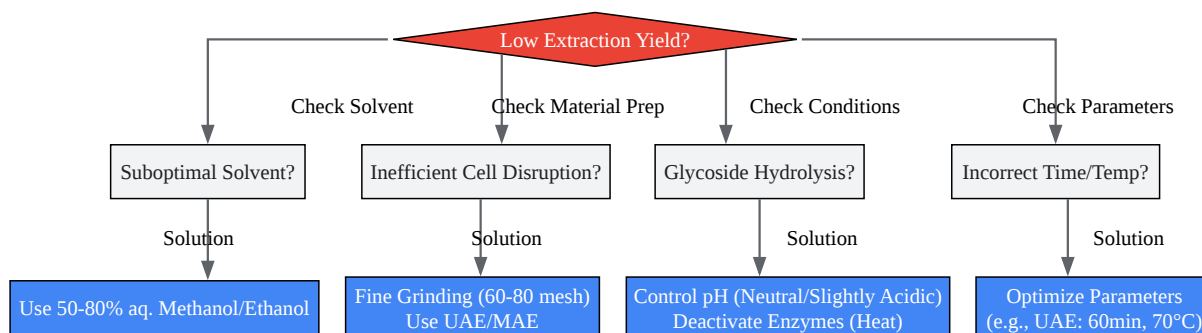 Low Extraction Yield?
Check Solvent
Check Material Prep
Check Conditions
Check Parameters
Suboptimal Solvent?
Inefficient Cell Disruption?
Glycoside Hydrolysis?
Incorrect Time/Temp?
Solution
Solution
Solution
Solution
Use 50-80% aq. Methanol/Ethanol
Fine Grinding (60-80 mesh)
Use UAE/MAE
Control pH (Neutral/Slightly Acidic)
Deactivate Enzymes (Heat)
Optimize Parameters
(e.g., UAE: 60min, 70°C)